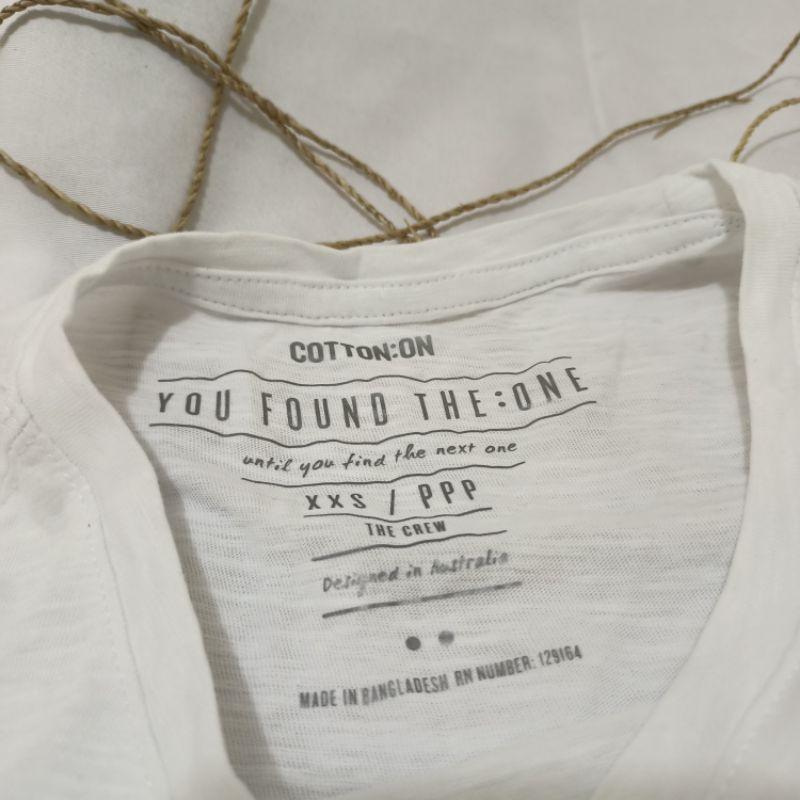 COTTON:ON
YOU FOUND THE:ONE
until you find the next one
XXS / PPP
THE CREW
Designed in Australia
MADE IN BANGLADESH RN NUMBER: 129164